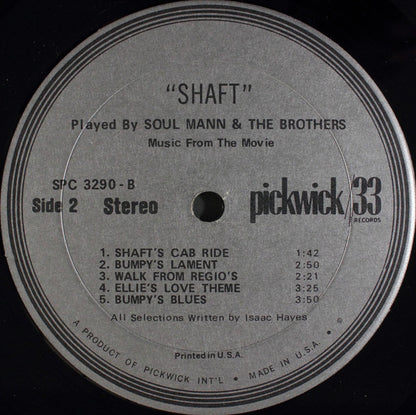 "SHAFT"
Played By SOUL MANN & THE BROTHERS
Music From The Movie
SPC 3290-B
Side 2 Stereo
pickwick/33
RECORDS
1. SHAFT'S CAB RIDE 1:42
2. BUMPY'S LAMENT 2:50
3. WALK FROM REGIO'S 2:21
4. ELLIE'S LOVE THEME 3:25
5. BUMPY'S BLUES 3:50
All Selections Written by Isaac Hayes
Printed in U.S.A.
A PRODUCT OF PICKWICK INT'L • MADE IN U.S.A. • ©